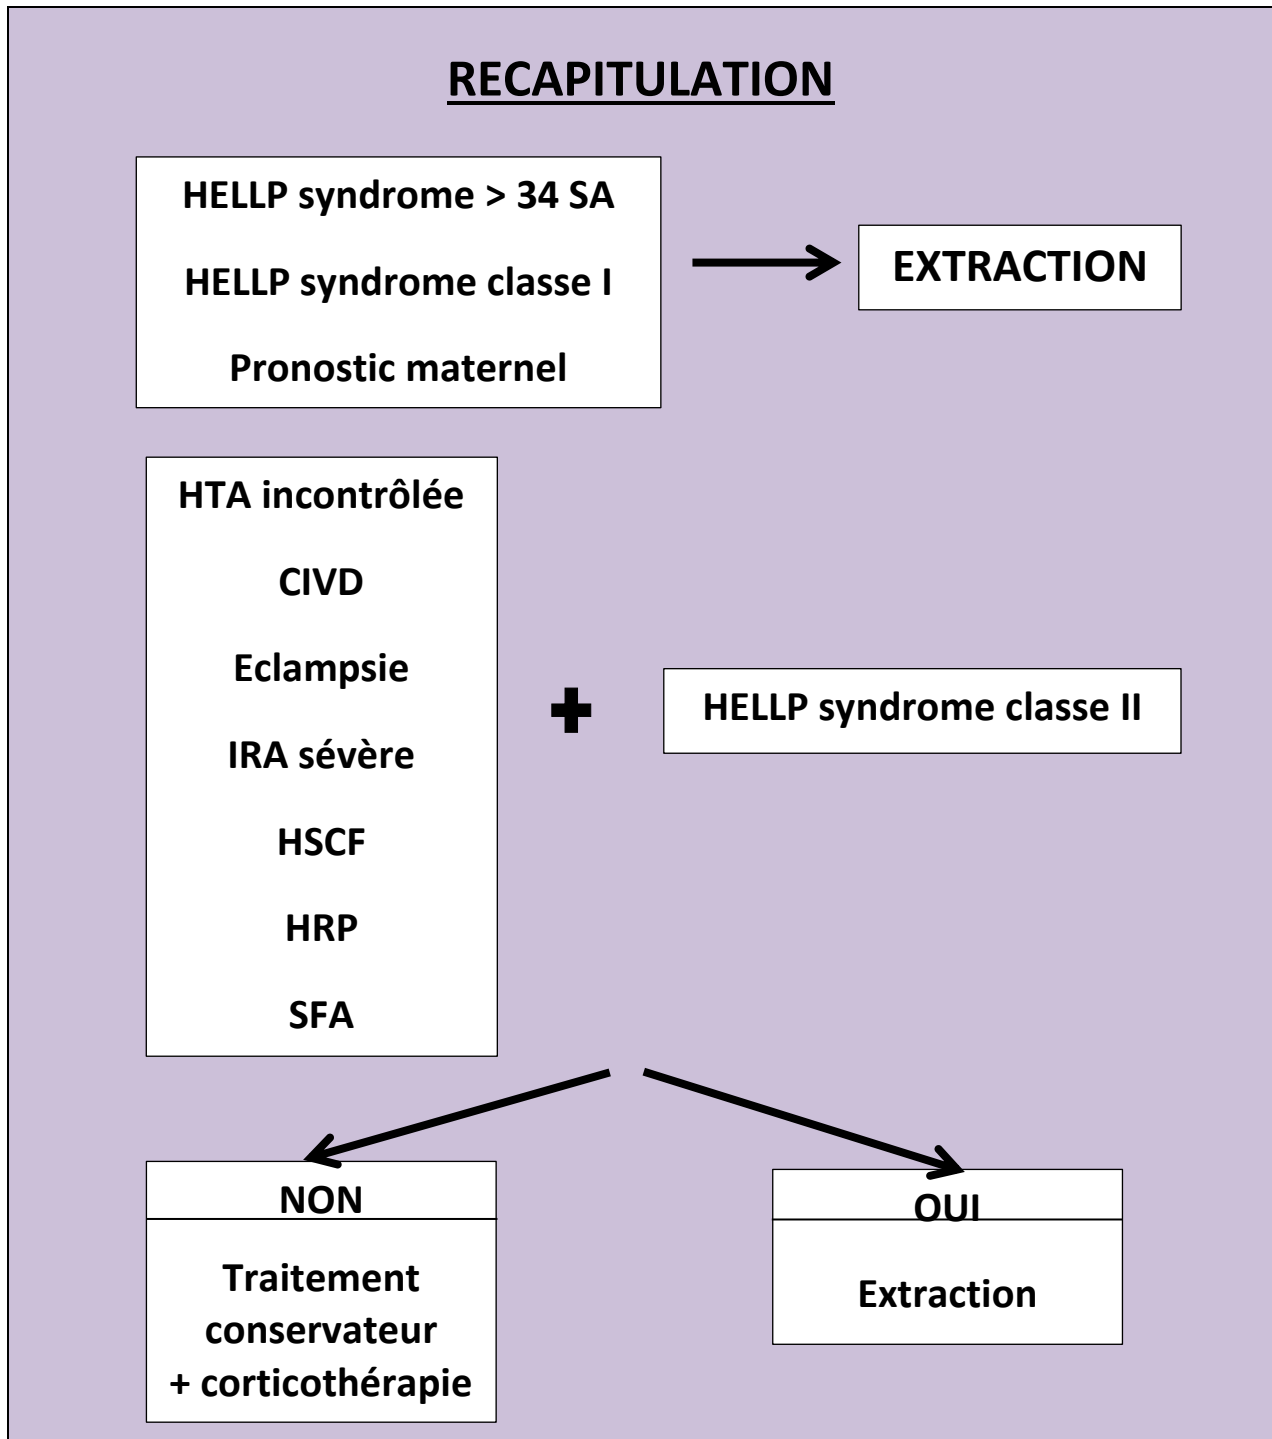 RECAPITULATION
HELLP syndrome > 34 SA
HELLP syndrome classe I
Pronostic maternel
EXTRACTION
HTA incontrôlée
CIVD
Eclampsie
IRA sévère
HSCF
HRP
SFA
HELLP syndrome classe II
NON
Traitement
conservateur
+ corticothérapie
OUI
Extraction